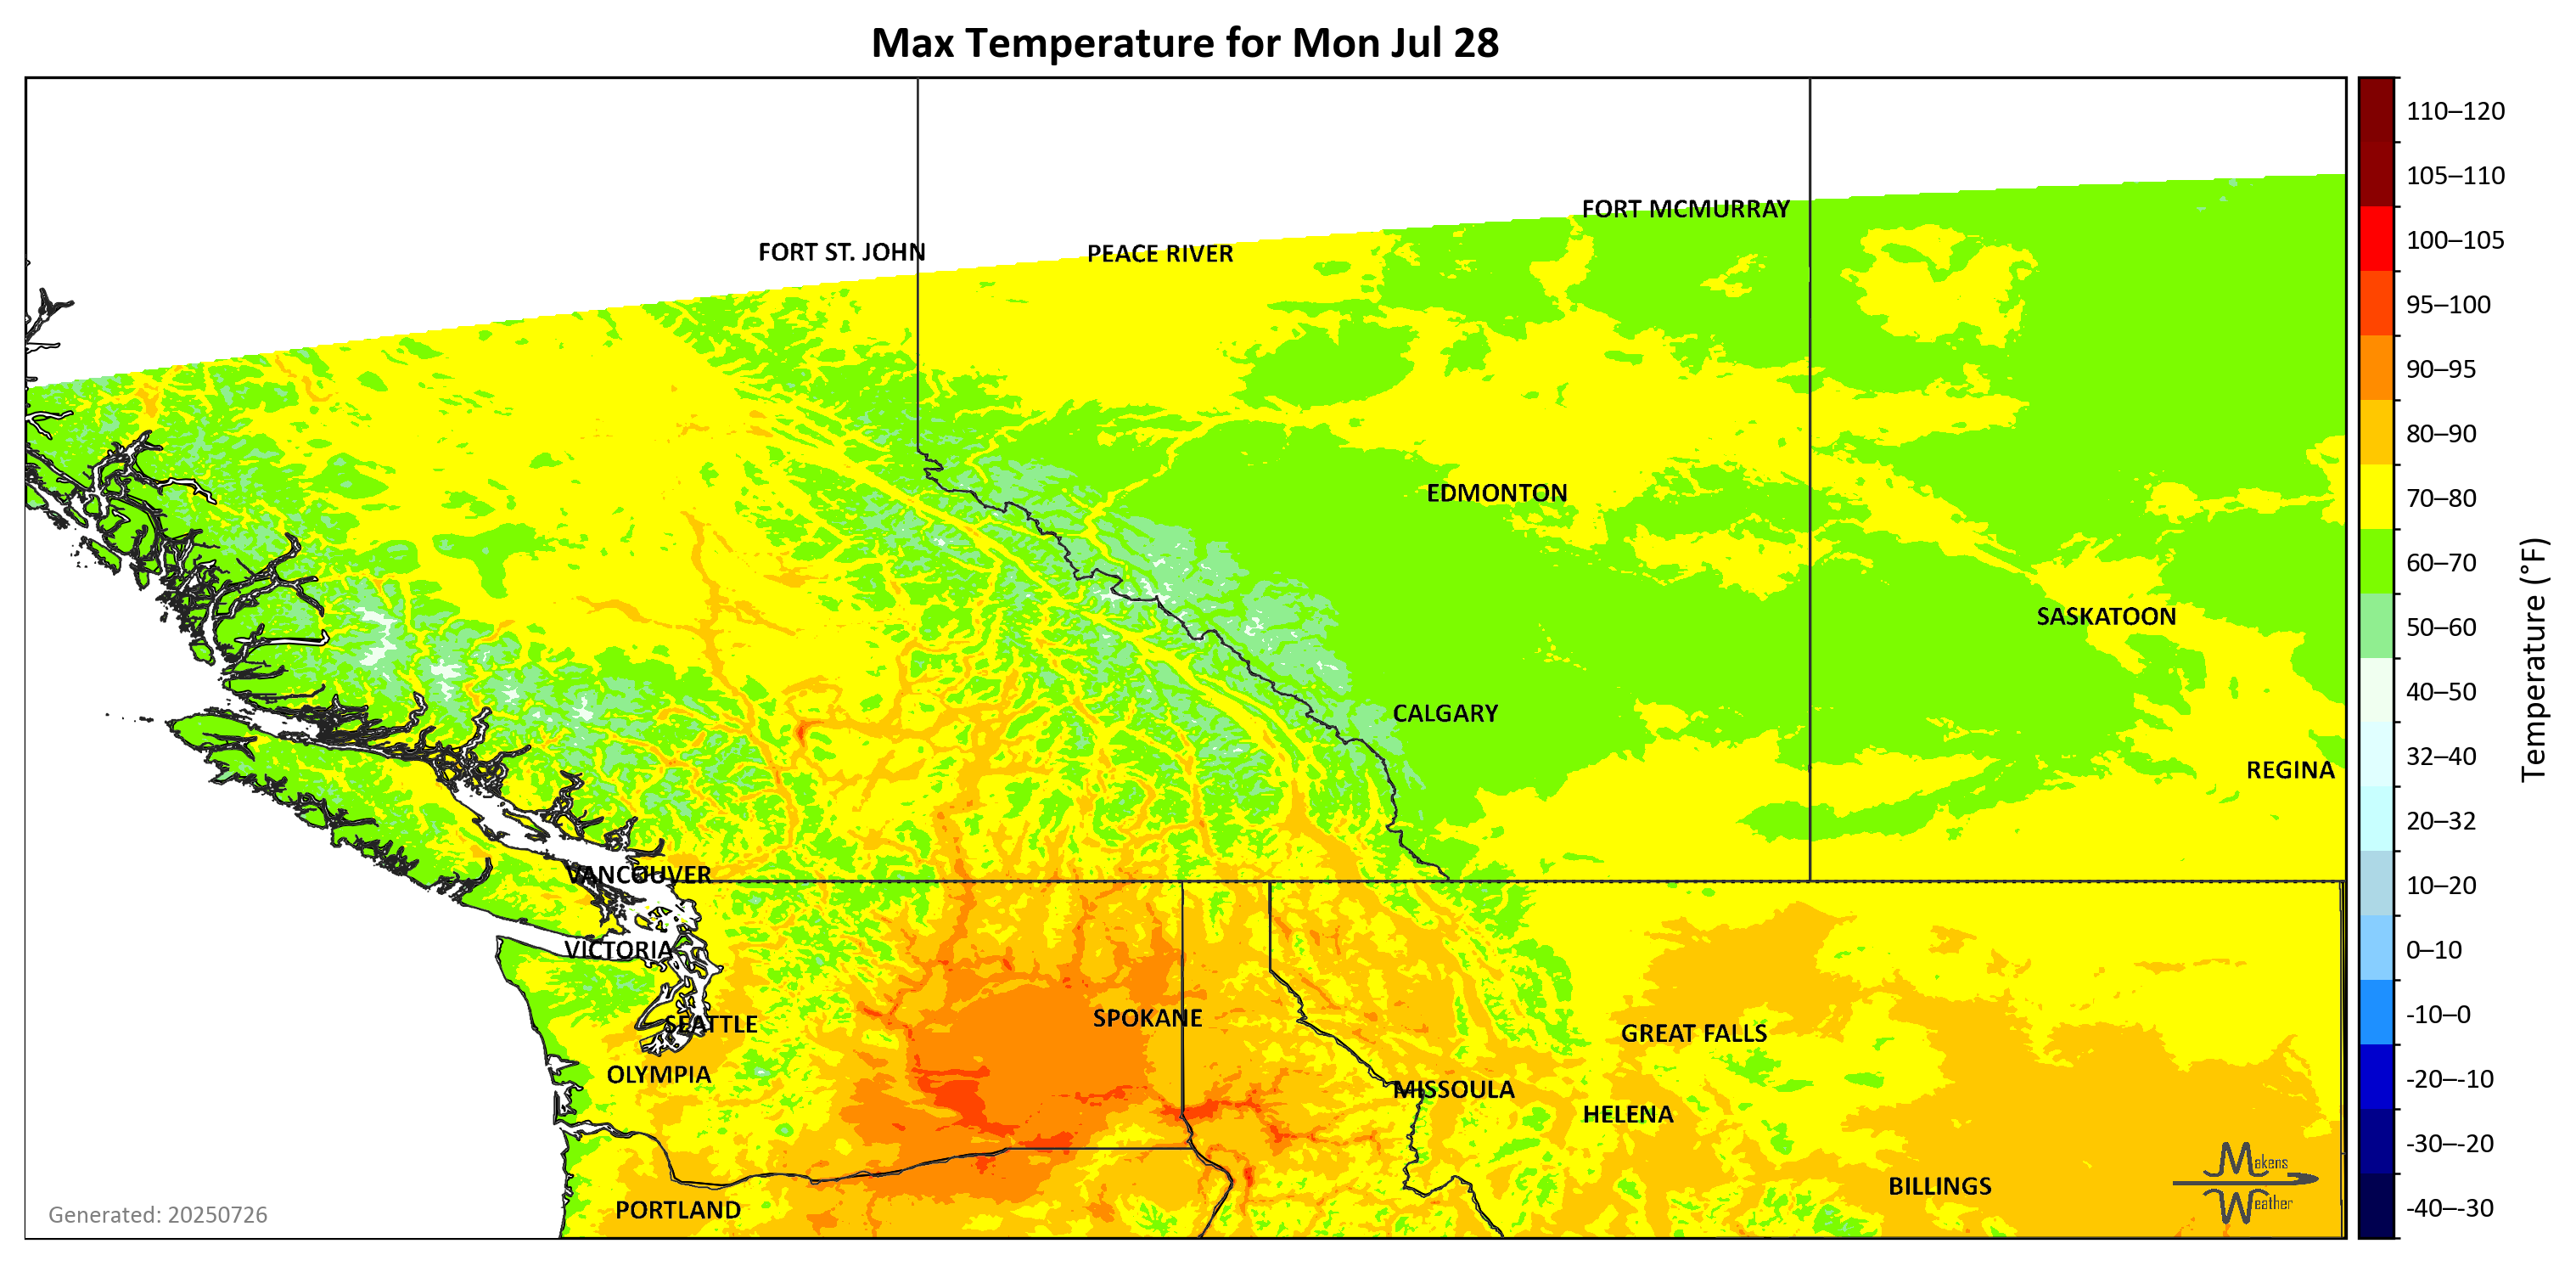 Max Temperature for Mon Jul 28
110–120
105–110
100–105
95–100
90–95
80–90
70–80
60–70
50–60
40–50
32–40
20–32
10–20
0–10
-10–0
-20–-10
-30–-20
-40–-30
Temperature (°F)
FORT MCMURRAY
FORT ST. JOHN
PEACE RIVER
EDMONTON
SASKATOON
CALGARY
REGINA
VANCOUVER
VICTORIA
SPOKANE
SEATTLE
GREAT FALLS
OLYMPIA
MISSOULA
HELENA
BILLINGS
PORTLAND
Makens
Weather
Generated: 20250726